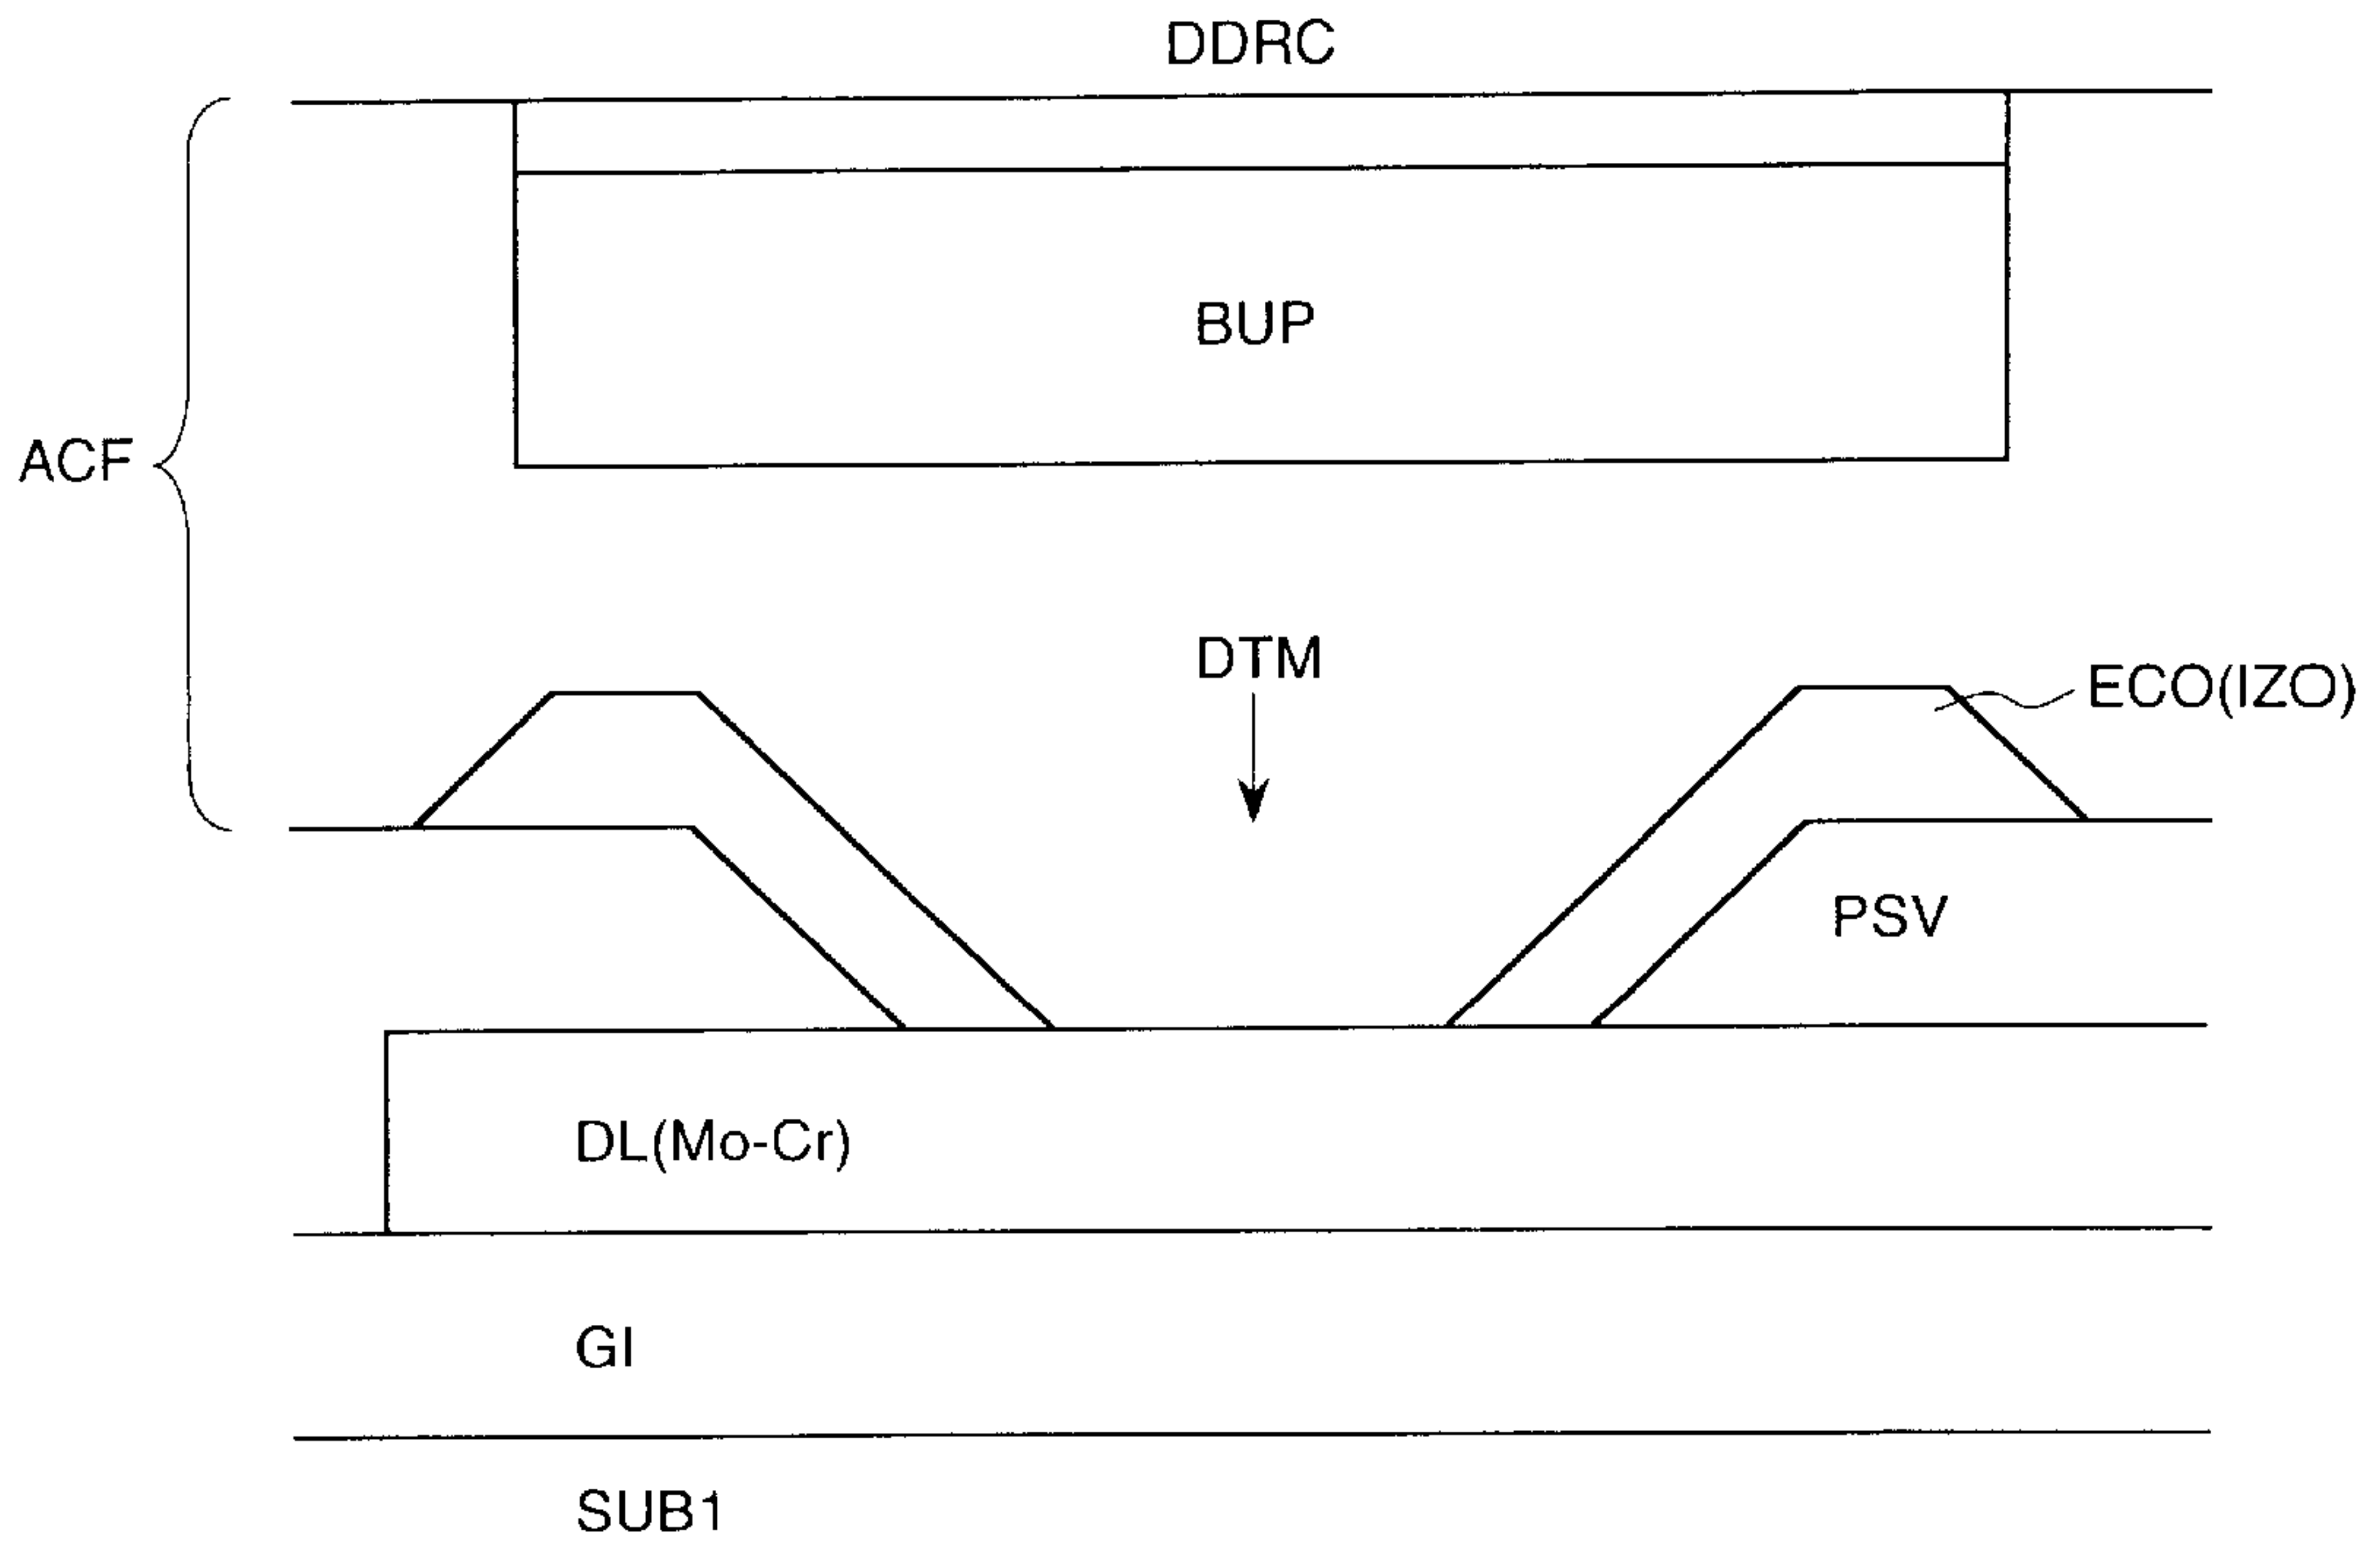 DDRC
BUP
ACF
DTM
ECO(IZO)
PSV
DL(Mo-Cr)
GI
SUB1